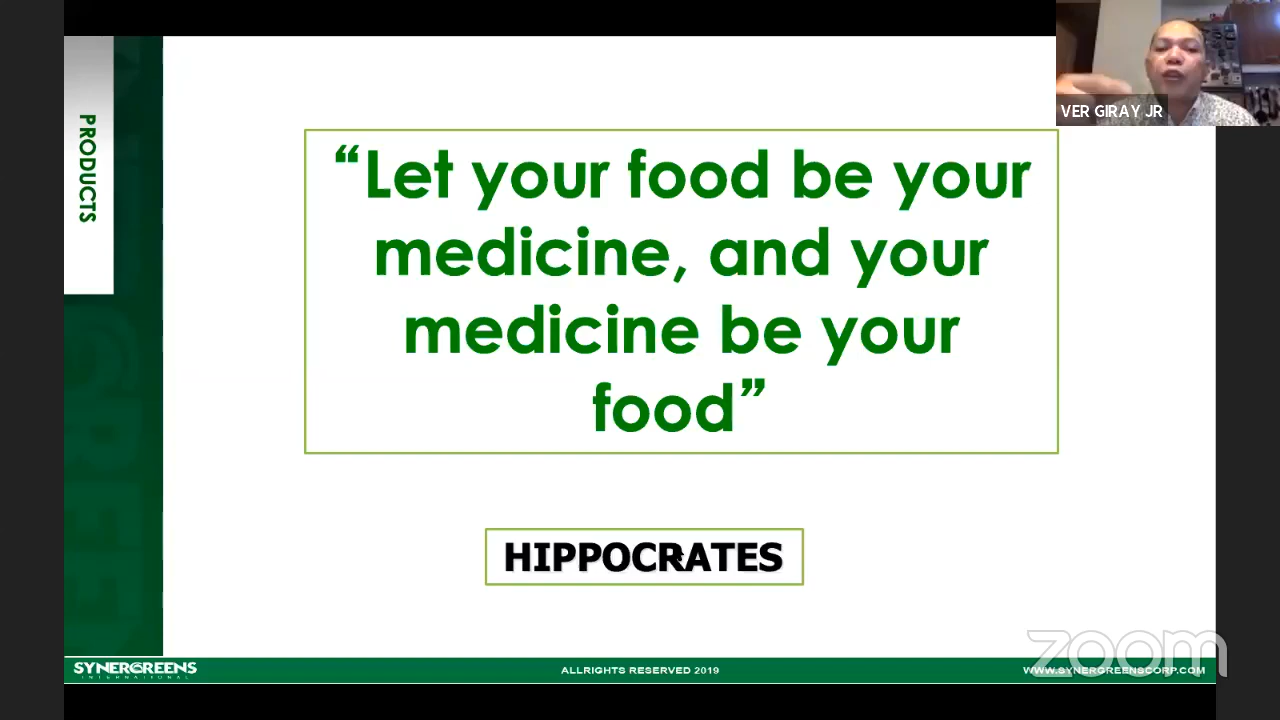 VER GIRAY JR
PRODUCTS
“Let your food be your
medicine, and your
medicine be your
food”
HIPPOCRATES
SYNERGREENS
INTERNATIONAL
ALLRIGHTS RESERVED 2019
WWW.SYNERGREENSCORP.COM
zoom